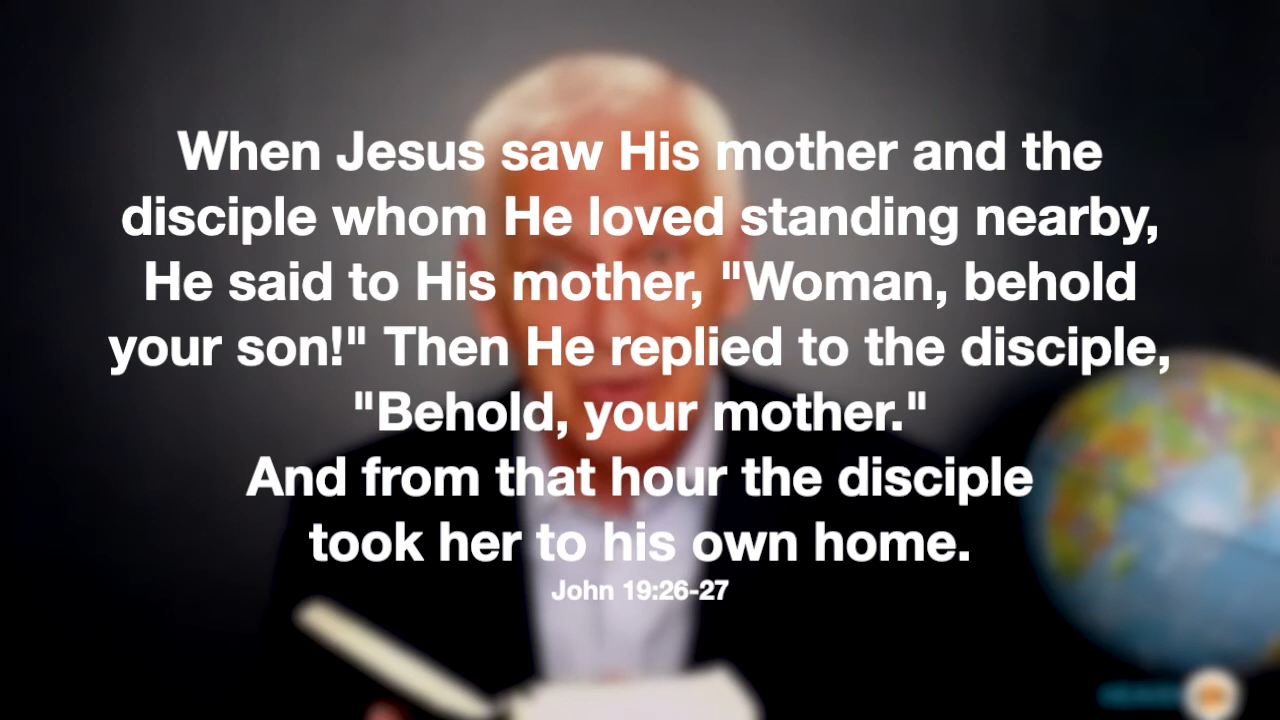 When Jesus saw His mother and the
disciple whom He loved standing nearby,
He said to His mother, "Woman, behold
your son!" Then He replied to the disciple,
"Behold, your mother."
And from that hour the disciple
took her to his own home.
John 19:26-27